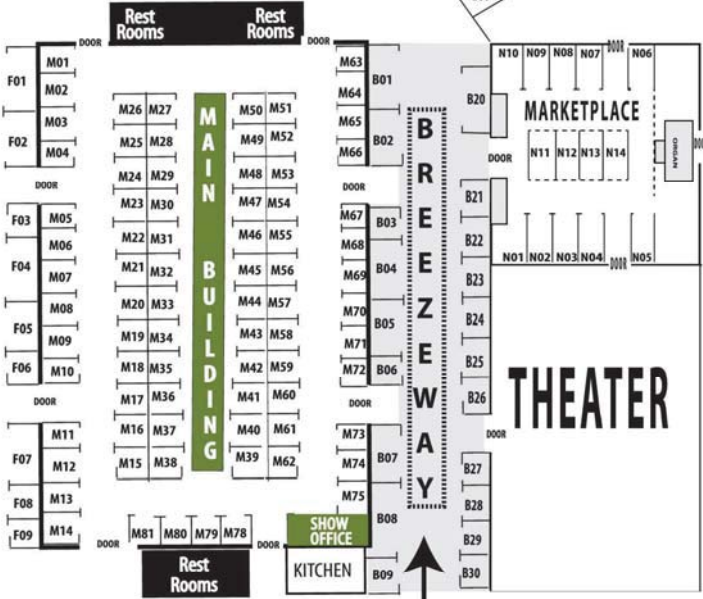 Rest
Rooms
Rest
Rooms
DOOR
DOOR
DOOR
F01
F02
M01
M02
M03
M04
DOOR
F03
F04
F05
F06
M05
M06
M07
M08
M09
M10
DOOR
F07
F08
F09
M11
M12
M13
M14
DOOR
M26 M27
M25 M28
M24 M29
M23 M30
M22 M31
M21 M32
M20 M33
M19 M34
M18 M35
M17 M36
M16 M37
M15 M38
MAIN BUILDING
M50 M51
M49 M52
M48 M53
M47 M54
M46 M55
M45 M56
M44 M57
M43 M58
M42 M59
M41 M60
M40 M61
M39 M62
M81 M80 M79 M78
Rest
Rooms
DOOR
M63
M64
M65
M66
DOOR
M67
M68
M69
M70
M71
M72
DOOR
M73
M74
M75
SHOW
OFFICE
KITCHEN
B01
B02
B03
B04
B05
B06
B07
B08
B09
BREEZEWAY
B20
DOOR
B21
B22
B23
B24
B25
B26
DOOR
B27
B28
B29
B30
N10 N09 N08 N07 N06
DOOR
MARKETPLACE
N11 N12 N13 N14
ORGAN
N01 N02 N03 N04 N05
DOOR
THEATER